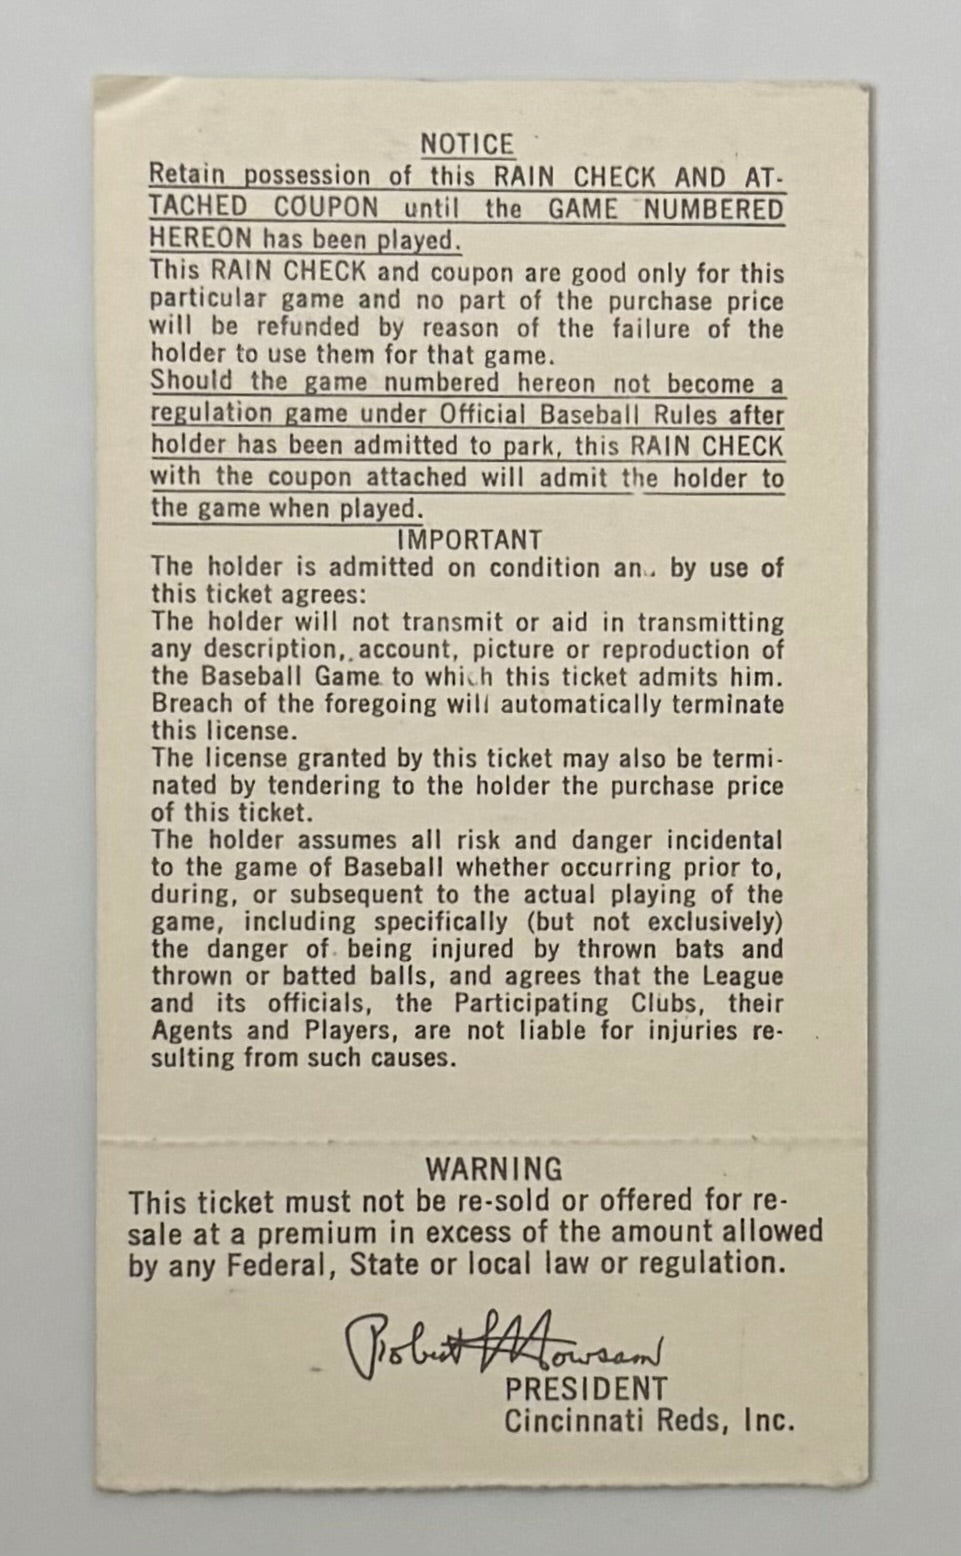 NOTICE
Retain possession of this RAIN CHECK AND AT-
TACHED COUPON until the GAME NUMBERED
HEREON has been played.
This RAIN CHECK and coupon are good only for this
particular game and no part of the purchase price
will be refunded by reason of the failure of the
holder to use them for that game.
Should the game numbered hereon not become a
regulation game under Official Baseball Rules after
holder has been admitted to park, this RAIN CHECK
with the coupon attached will admit the holder to
the game when played.
IMPORTANT
The holder is admitted on condition an.. by use of
this ticket agrees:
The holder will not transmit or aid in transmitting
any description, account, picture or reproduction of
the Baseball Game to which this ticket admits him.
Breach of the foregoing will automatically terminate
this license.
The license granted by this ticket may also be termi-
nated by tendering to the holder the purchase price
of this ticket.
The holder assumes all risk and danger incidental
to the game of Baseball whether occurring prior to,
during, or subsequent to the actual playing of the
game, including specifically (but not exclusively)
the danger of being injured by thrown bats and
thrown or batted balls, and agrees that the League
and its officials, the Participating Clubs, their
Agents and Players, are not liable for injuries re-
sulting from such causes.
WARNING
This ticket must not be re-sold or offered for re-
sale at a premium in excess of the amount allowed
by any Federal, State or local law or regulation.
Robert L Howsam
PRESIDENT
Cincinnati Reds, Inc.